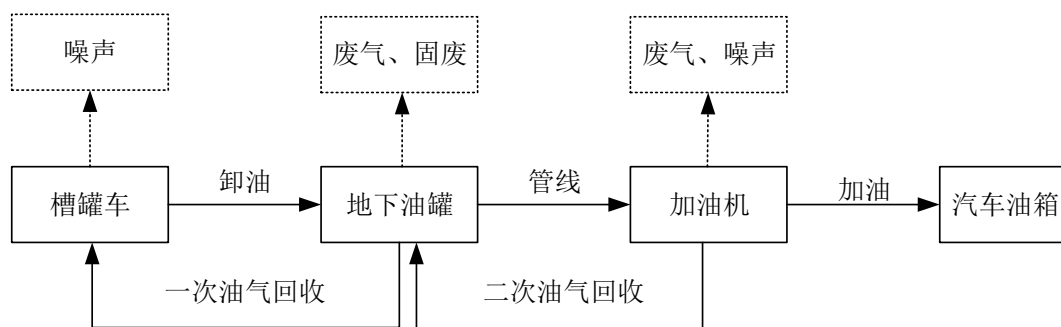 噪声
废气、固废
废气、噪声
槽罐车
卸油
地下油罐
管线
加油机
加油
汽车油箱
一次油气回收
二次油气回收